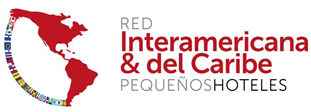 RED
Interamericana
& del Caribe
PEQUEÑOSHOTELES